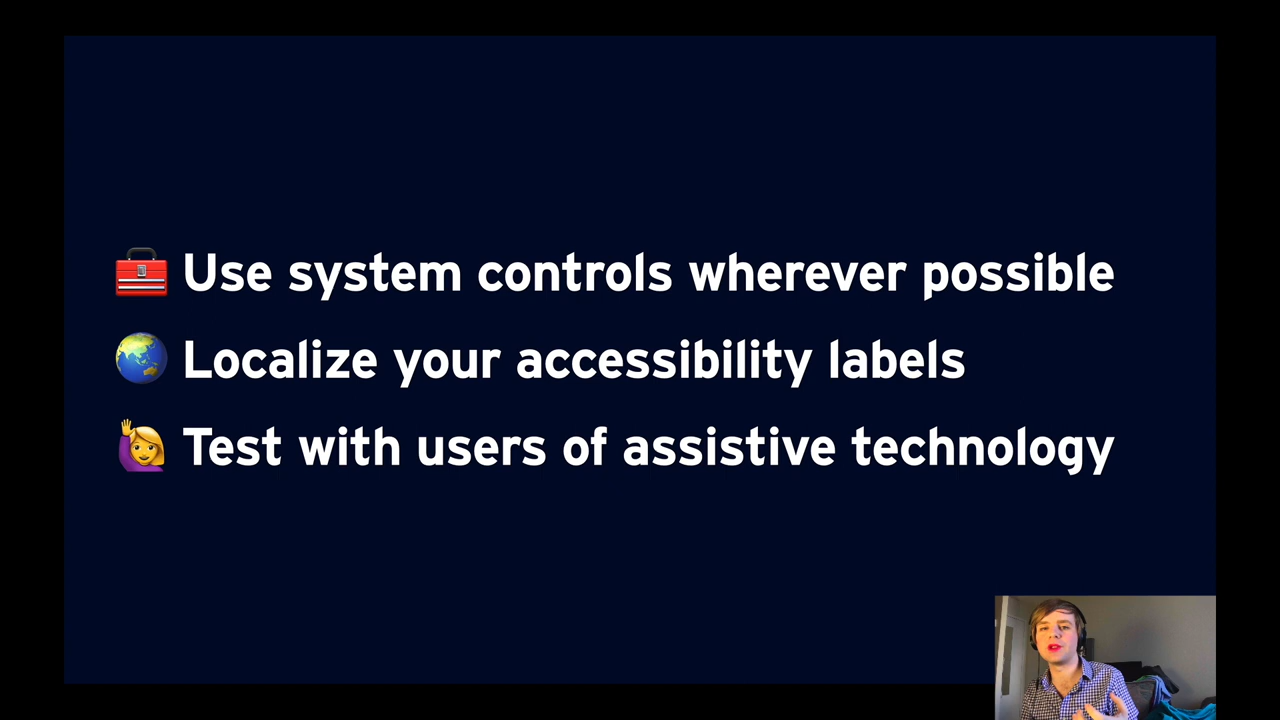 Use system controls wherever possible
Localize your accessibility labels
Test with users of assistive technology